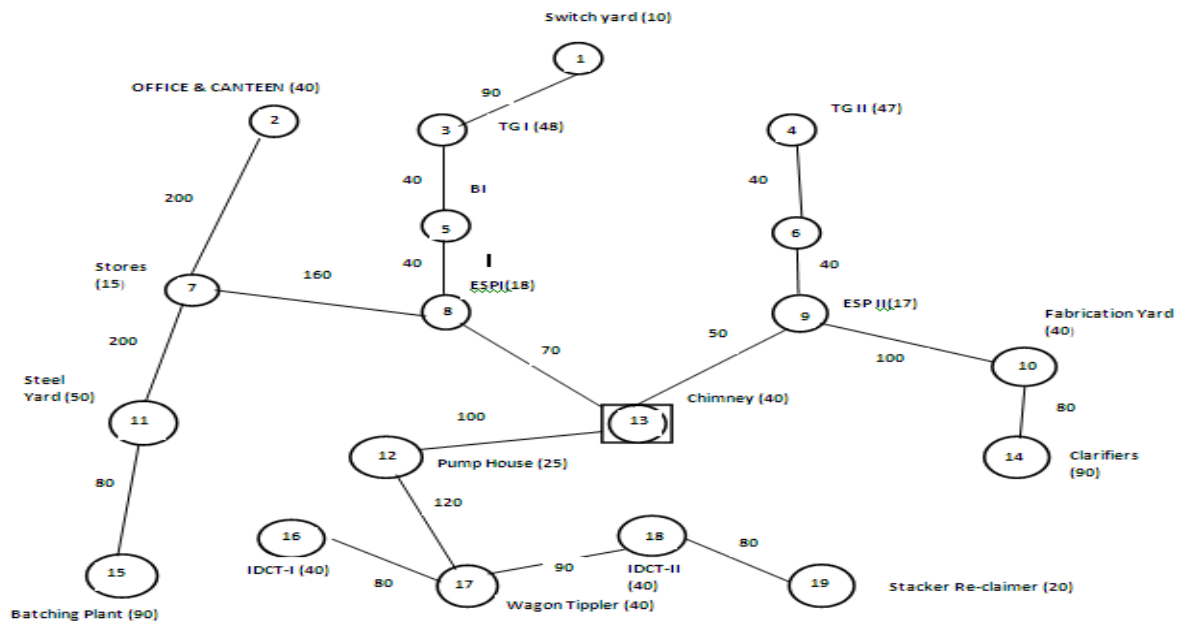 Switch yard (10)
1
OFFICE & CANTEEN (40)
90
2
3
TG I (48)
4
TG II (47)
40
BI
40
200
5
6
40
I
ESPI(18)
40
Stores
(15)
7
160
8
9
ESP II(17)
Fabrication Yard
(40)
200
70
50
100
10
Steel
Yard (50)
11
100
13
Chimney (40)
80
12
Pump House (25)
14
Clarifiers
(90)
80
120
16
18
80
15
IDCT-I (40)
80
17
90
IDCT-II
(40)
19
Stacker Re-claimer (20)
Wagon Tippler (40)
Batching Plant (90)